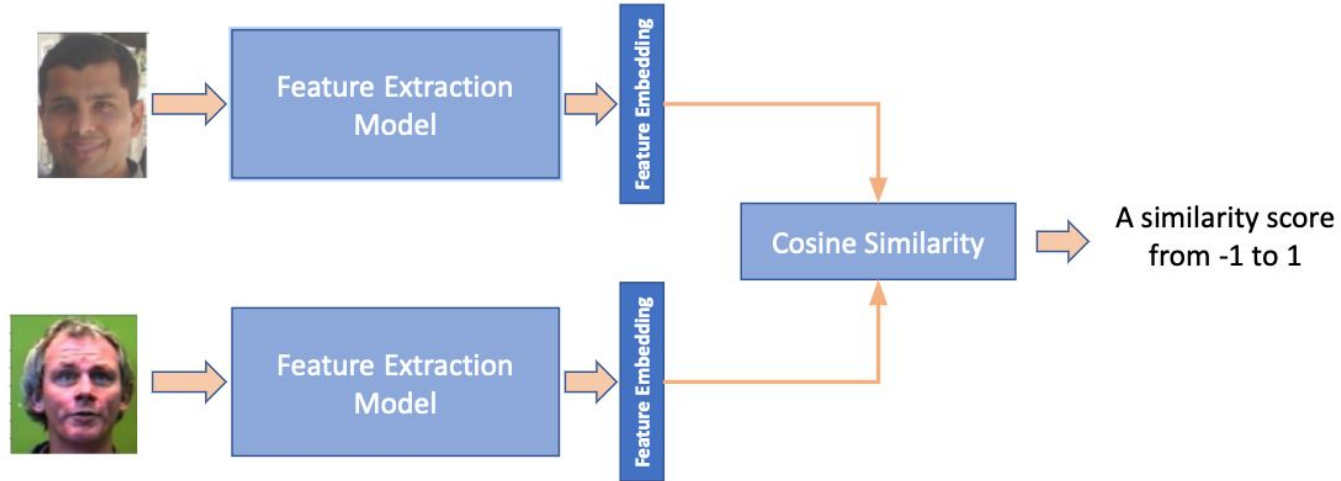 Feature Extraction
Model
Feature Embedding
Cosine Similarity
A similarity score
from -1 to 1
Feature Extraction
Model
Feature Embedding